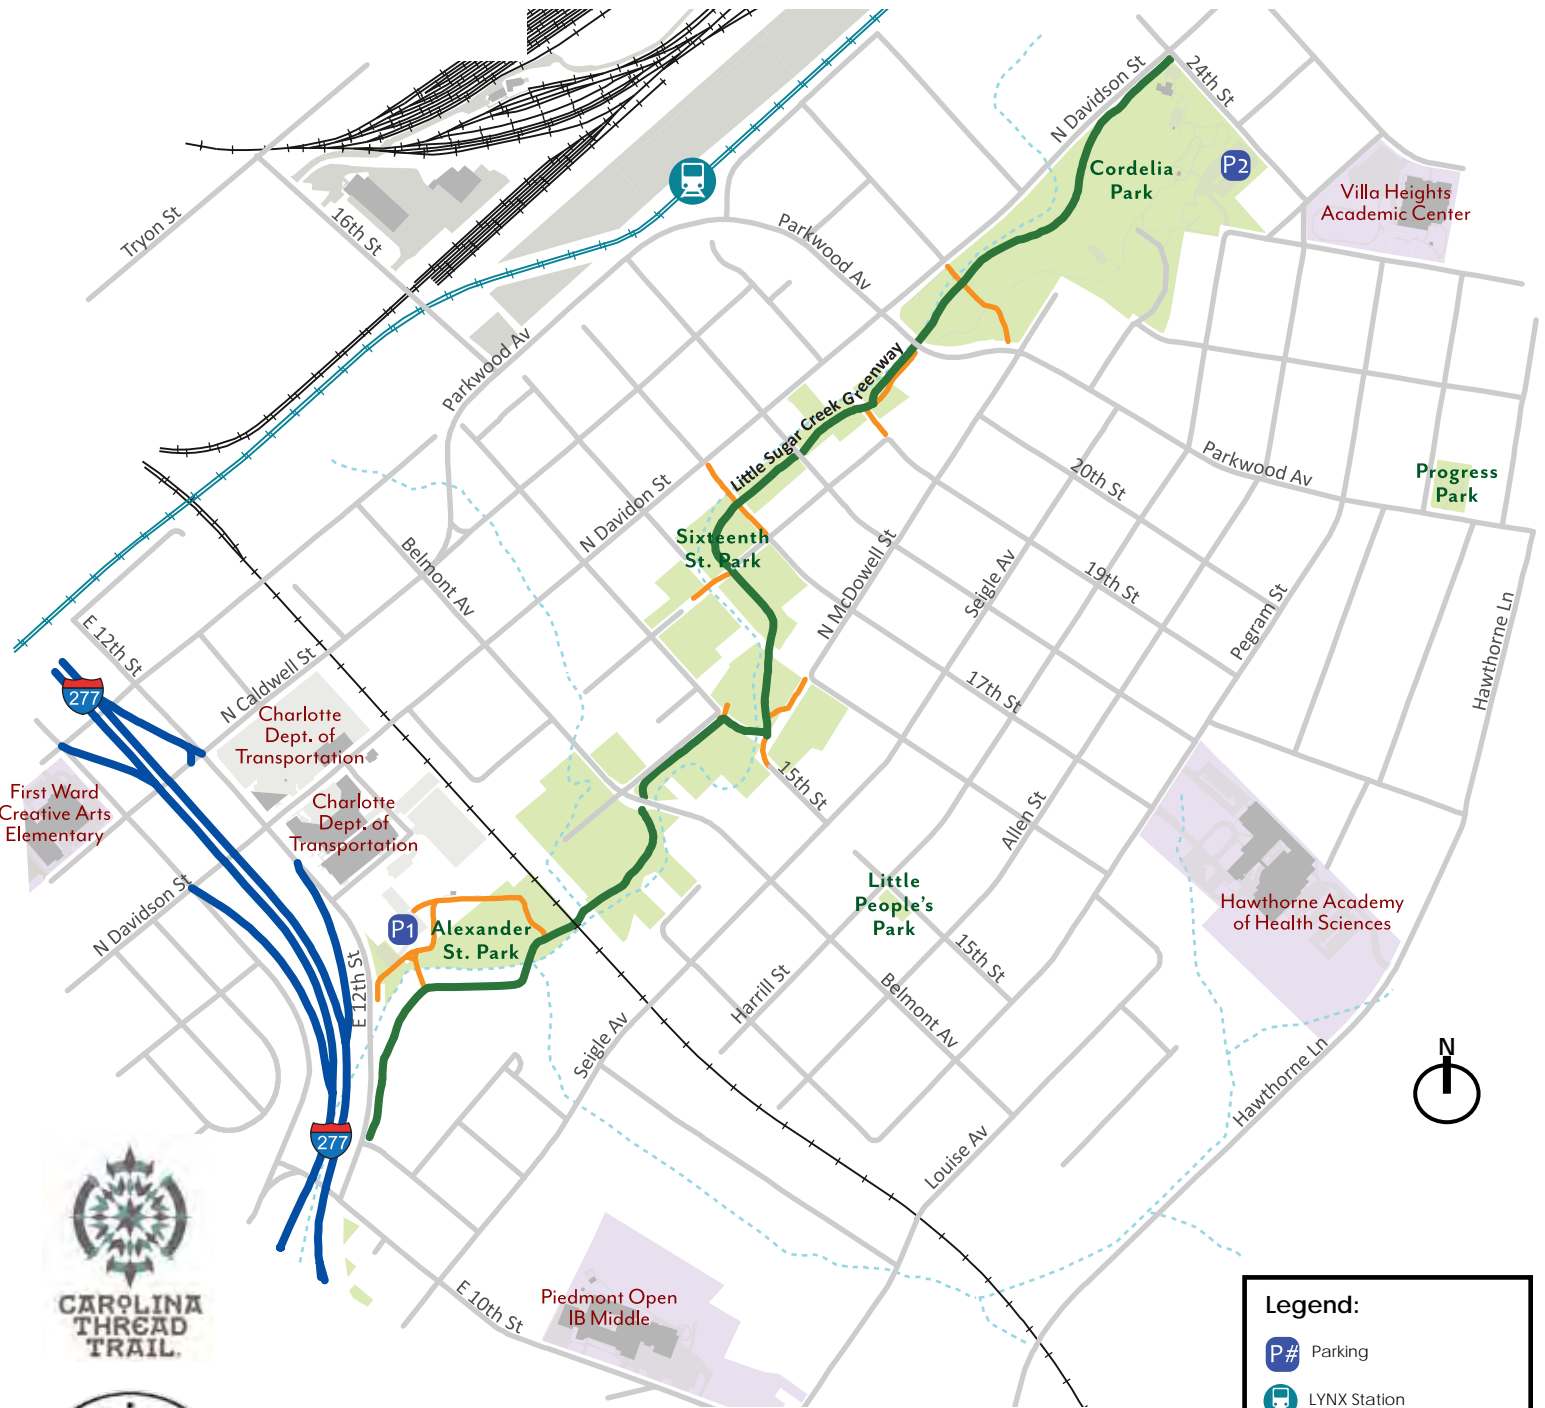 N Davidson St
24th St
P2
Cordelia
Park
Villa Heights
Academic Center
Tryon St
16th St
Parkwood Av
Parkwood Av
Little Sugar Creek Greenway
Parkwood Av
20th St
Progress
Park
N Davidon St
Sixteenth
St. Park
Belmont Av
N McDowell St
Seigle Av
19th St
Pegram St
Hawthorne Ln
E 12th St
277
N Caldwell St
17th St
Charlotte
Dept. of
Transportation
First Ward
Creative Arts
Elementary
Charlotte
Dept. of
Transportation
15th St
Allen St
N Davidson St
P1
Alexander
St. Park
Little
People's
Park
Hawthorne Academy
of Health Sciences
E 12th St
15th St
Harrill St
Belmont Av
Seigle Av
N
Hawthorne Ln
277
Louise Av
CAROLINA
THREAD
TRAIL.
E 10th St
Piedmont Open
IB Middle
Legend:
P# Parking
LYNX Station